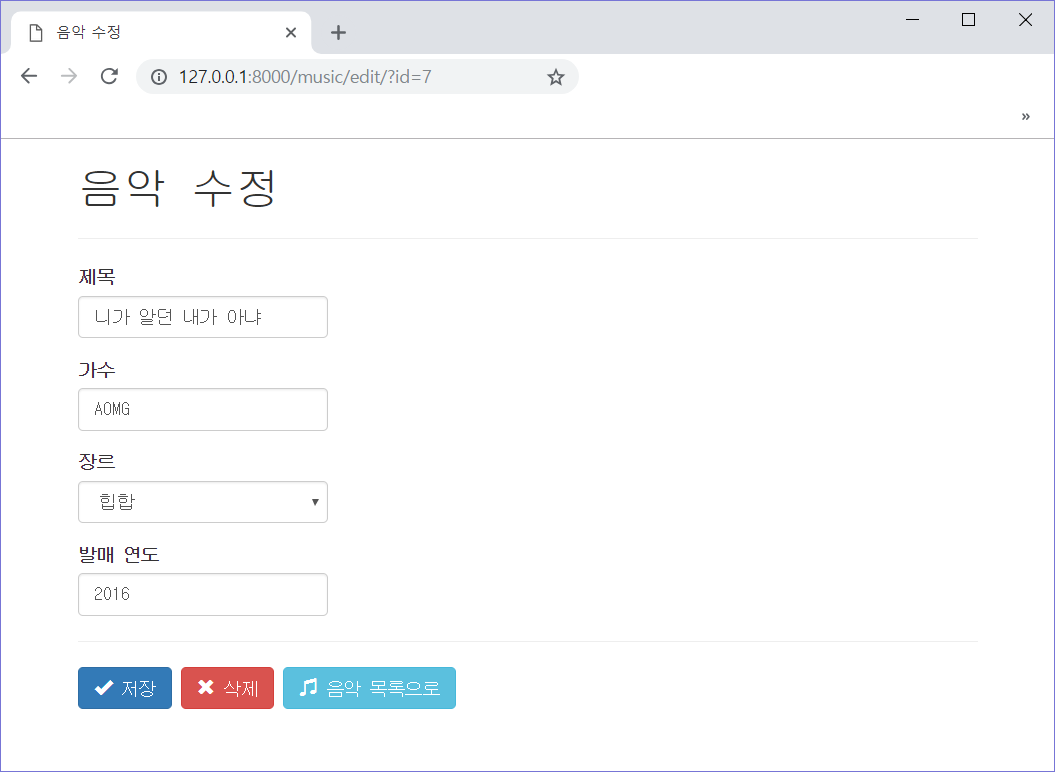 음악 수정
127.0.0.1:8000/music/edit/?id=7
»
음악 수정
제목
니가 알던 내가 아냐
가수
AOMG
장르
힙합
발매 연도
2016
저장 삭제 음악 목록으로